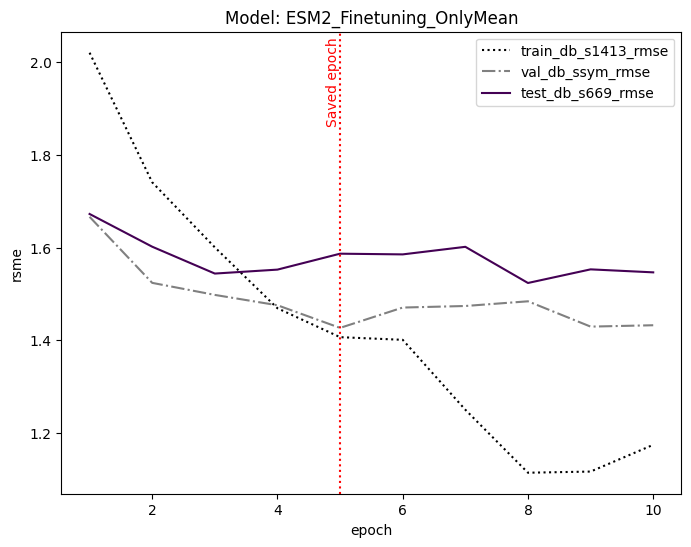 Model: ESM2_Finetuning_OnlyMean
train_db_s1413_rmse
val_db_ssym_rmse
test_db_s669_rmse
Saved epoch
rsme
2.0
1.8
1.6
1.4
1.2
2
4
6
8
10
epoch